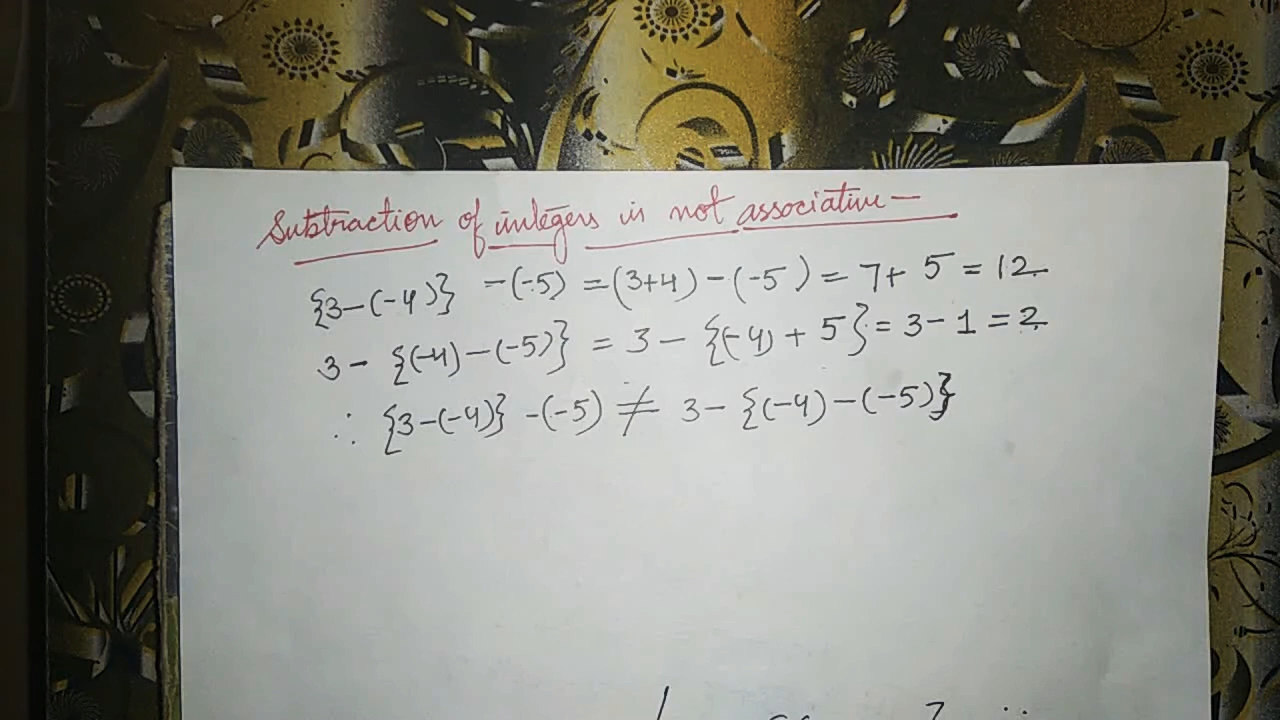 Subtraction of integers is not associative —
{3-(-4)} -(-5) = (3+4) - (-5) = 7+ 5 = 12
3 - {(-4)-(-5)} = 3 - {(-4) + 5} = 3 - 1 = 2
∴ {3-(-4)} -(-5) ≠ 3 - {(-4)-(-5)}